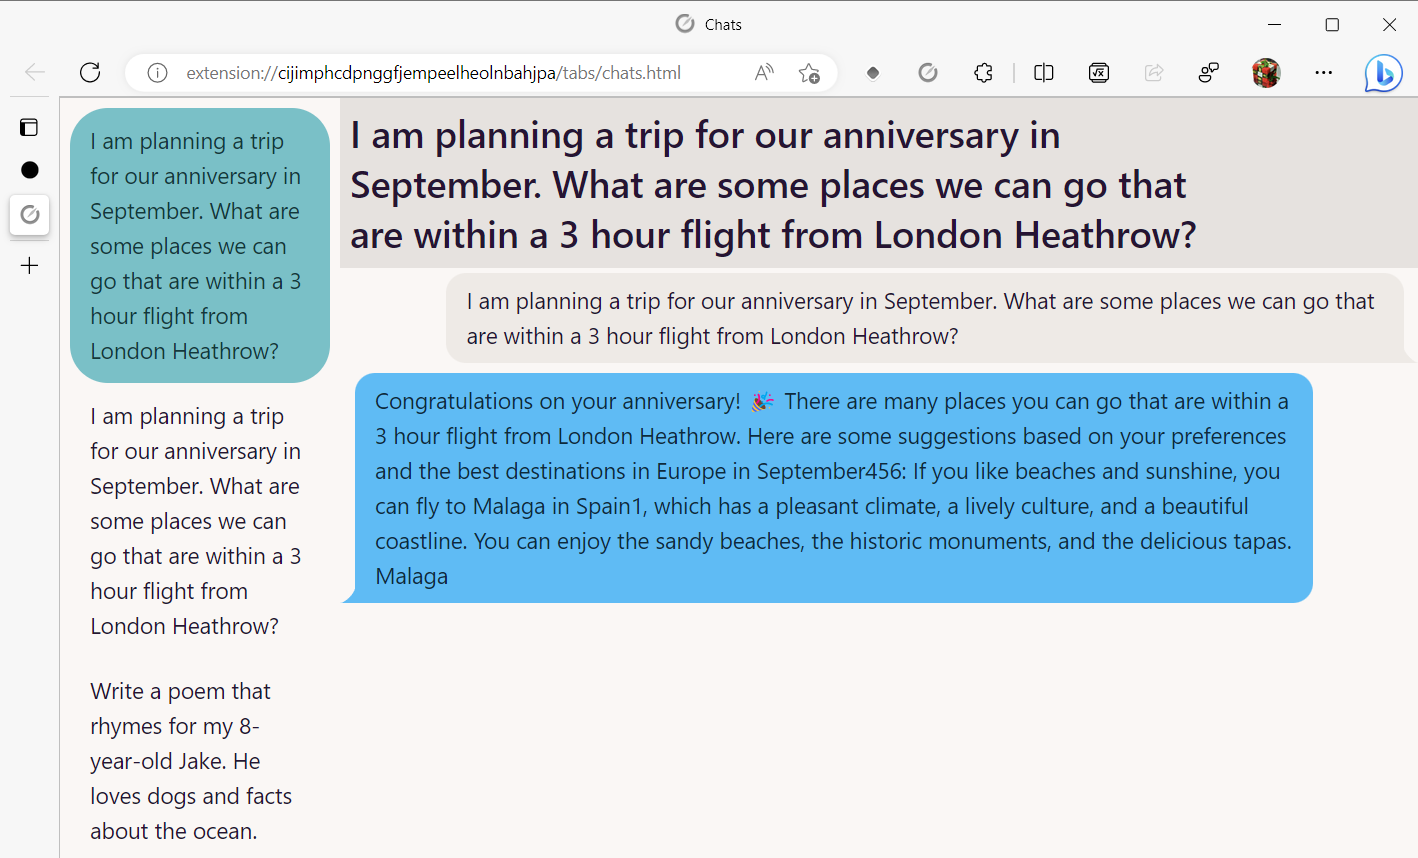 Chats
extension://cijimphcdpnggfjempeelheolnbahjpa/tabs/chats.html
I am planning a trip
for our anniversary in
September. What are
some places we can
go that are within a 3
hour flight from
London Heathrow?
I am planning a trip
for our anniversary in
September. What are
some places we can
go that are within a 3
hour flight from
London Heathrow?
Write a poem that
rhymes for my 8-
year-old Jake. He
loves dogs and facts
about the ocean.
I am planning a trip for our anniversary in
September. What are some places we can go that
are within a 3 hour flight from London Heathrow?
I am planning a trip for our anniversary in September. What are some places we can go that
are within a 3 hour flight from London Heathrow?
Congratulations on your anniversary! 🎉 There are many places you can go that are within a
3 hour flight from London Heathrow. Here are some suggestions based on your preferences
and the best destinations in Europe in September456: If you like beaches and sunshine, you
can fly to Malaga in Spain1, which has a pleasant climate, a lively culture, and a beautiful
coastline. You can enjoy the sandy beaches, the historic monuments, and the delicious tapas.
Malaga